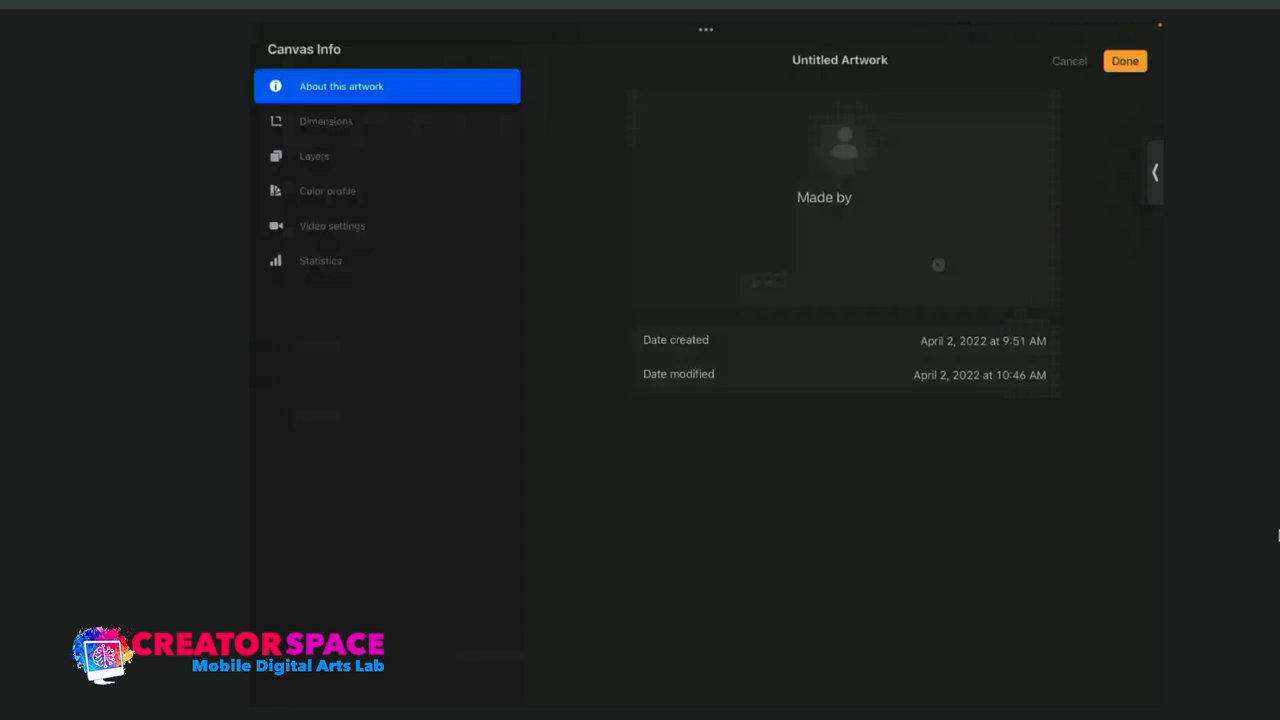 Canvas Info
Untitled Artwork
Cancel
Done
About this artwork
Dimensions
Layers
Color profile
Video settings
Statistics
Made by
Date created
April 2, 2022 at 9:51 AM
Date modified
April 2, 2022 at 10:46 AM
CREATORSPACE
Mobile Digital Arts Lab